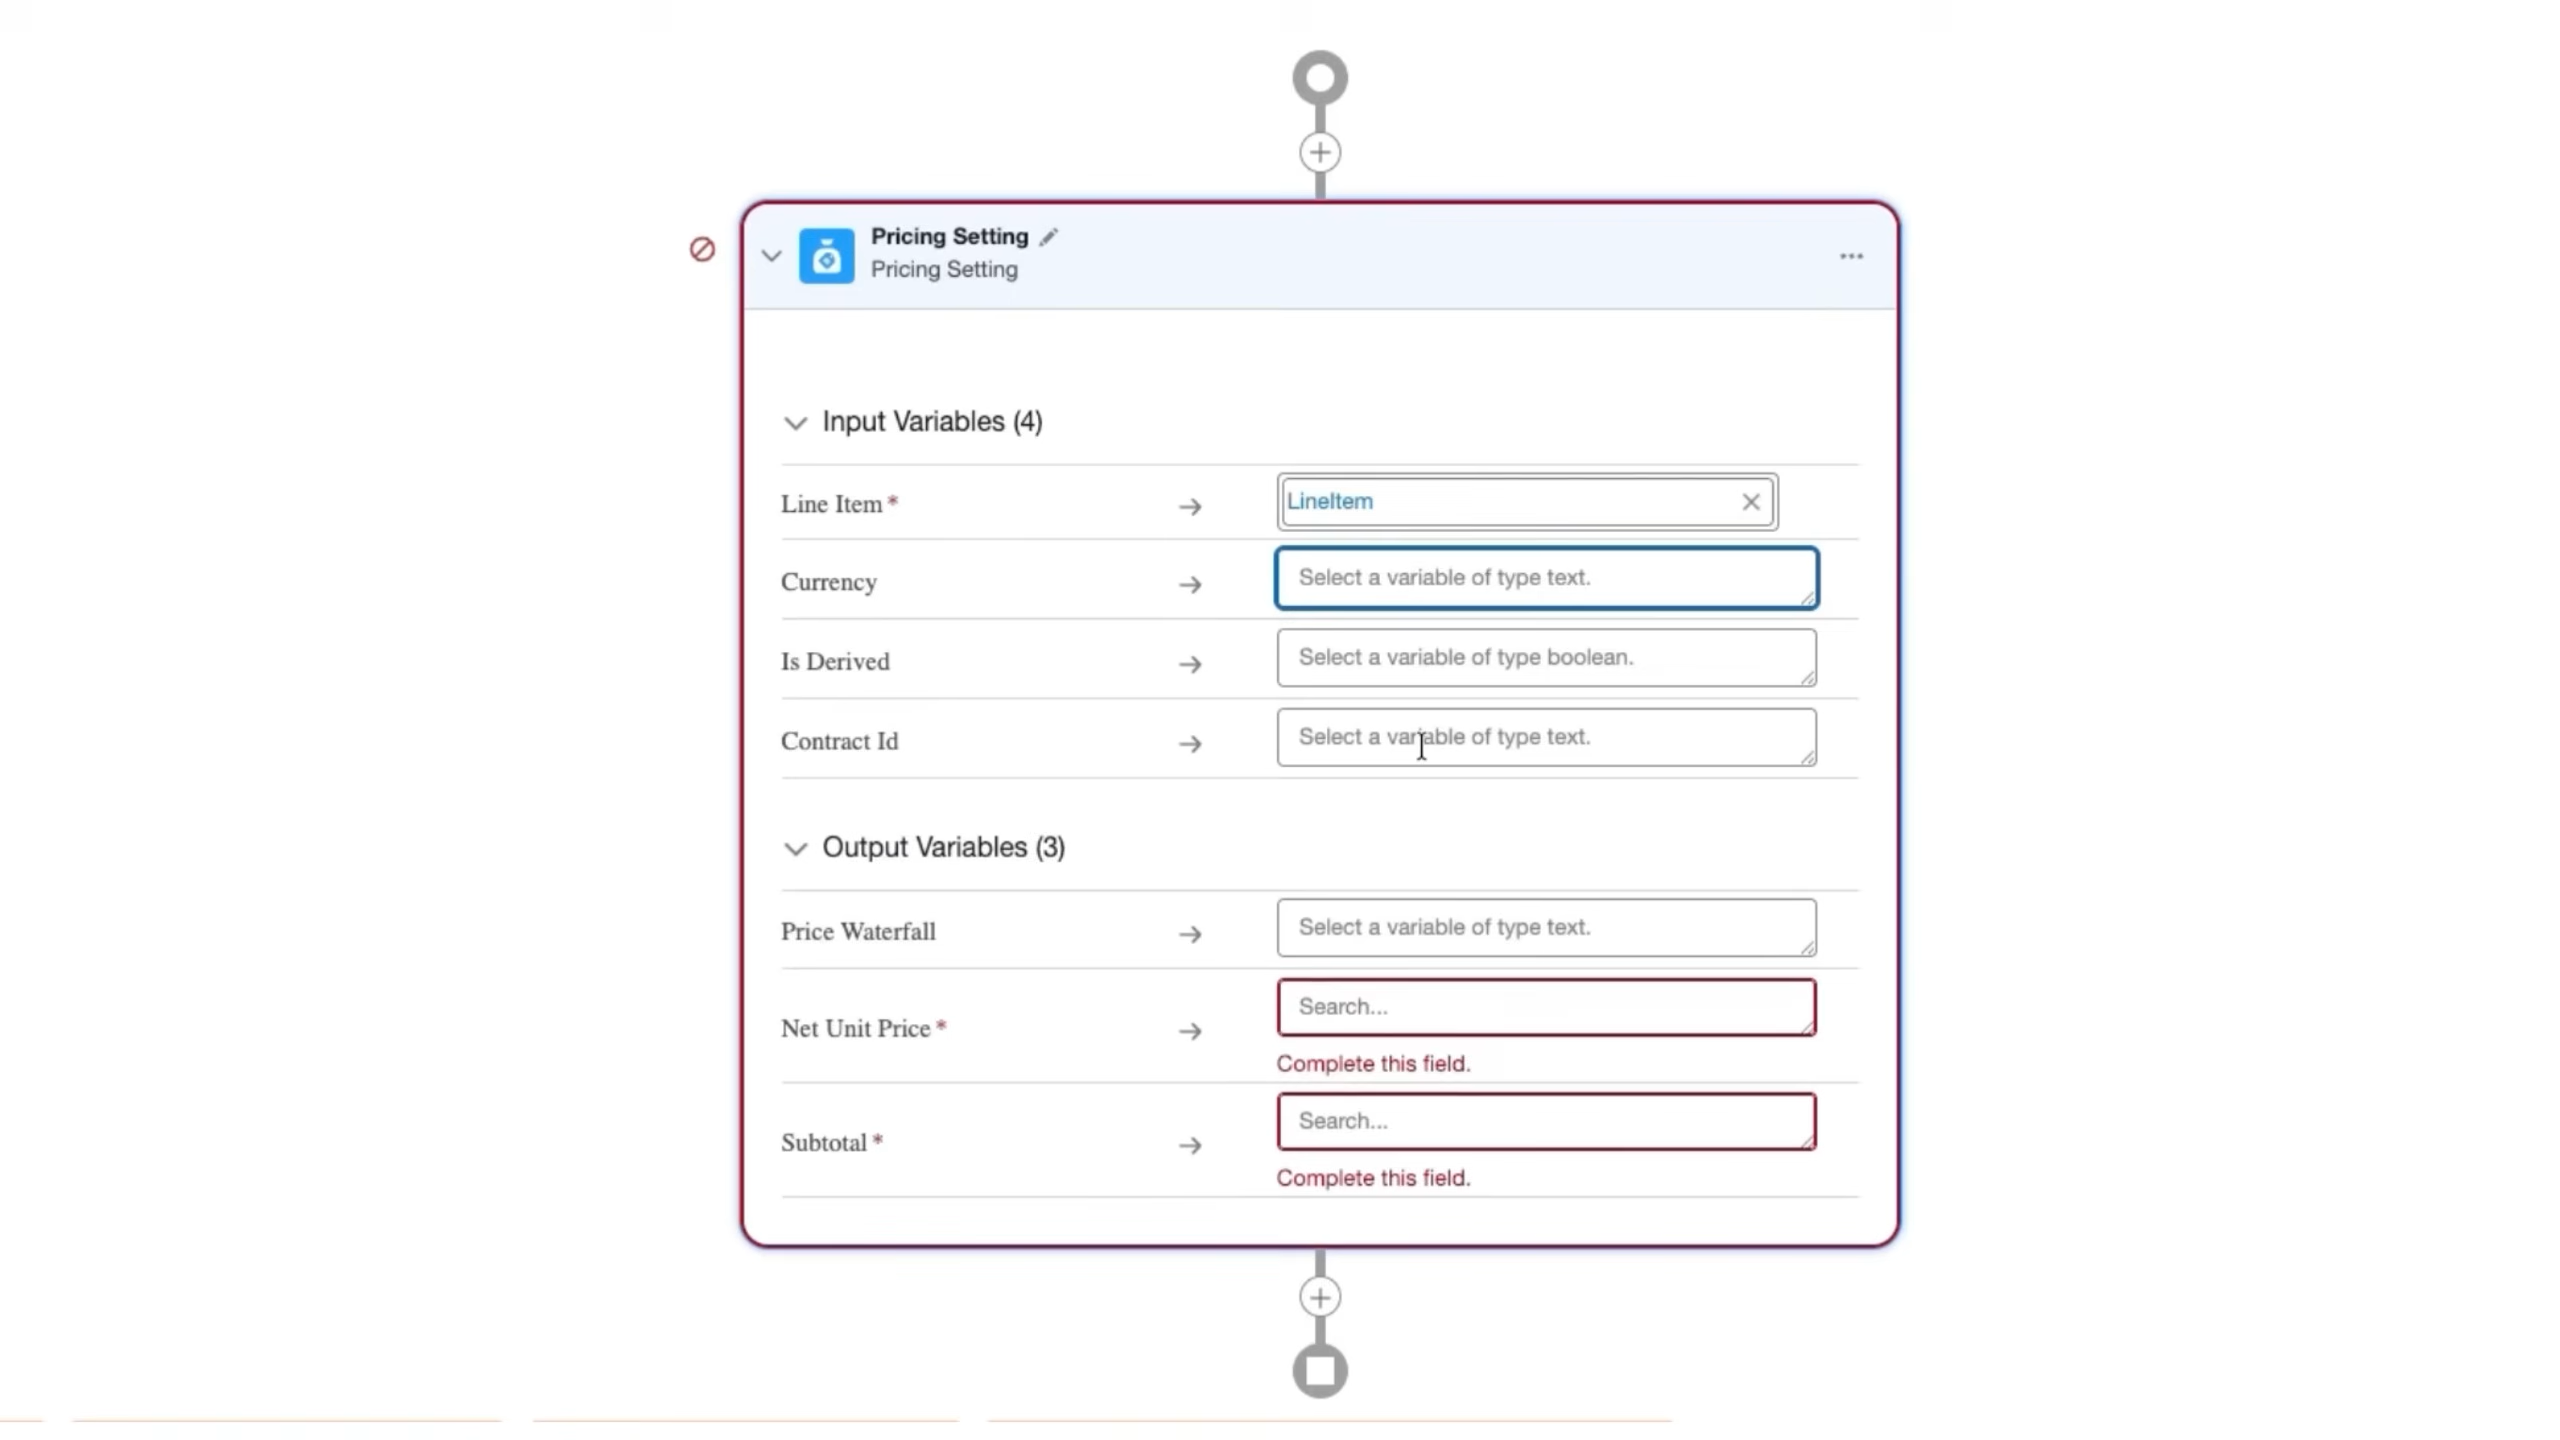 Pricing Setting
Pricing Setting
Input Variables (4)
Line Item *
LineItem
Currency
Select a variable of type text.
Is Derived
Select a variable of type boolean.
Contract Id
Select a variable of type text.
Output Variables (3)
Price Waterfall
Select a variable of type text.
Net Unit Price *
Search...
Complete this field.
Subtotal *
Search...
Complete this field.